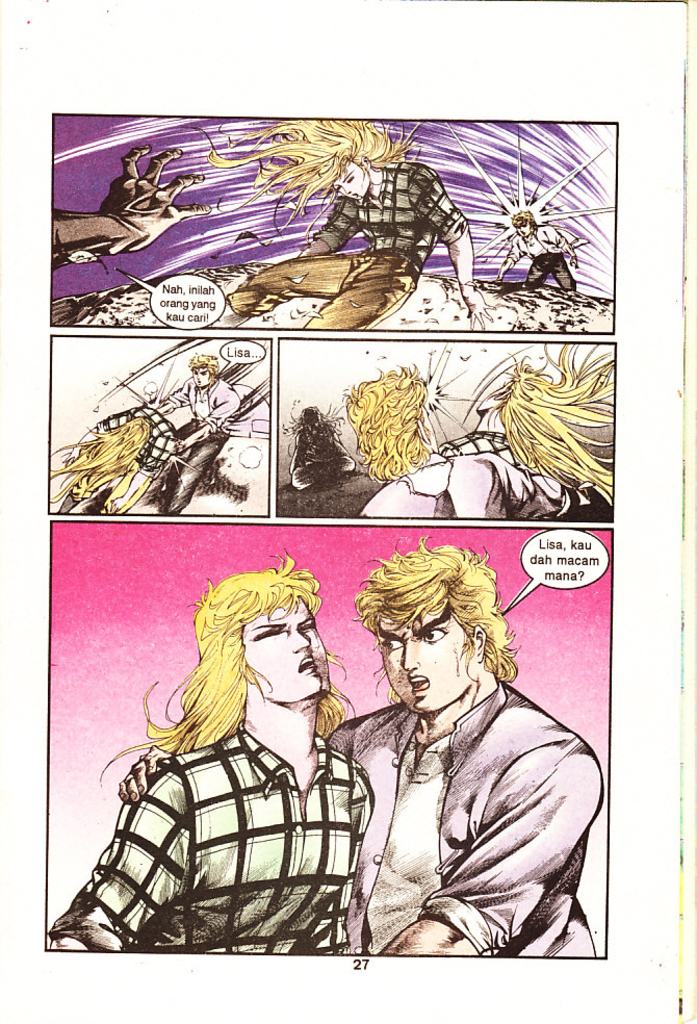 Nah, inilah
orang yang
kau cari!
Lisa...
Lisa, kau
dah macam
mana?
27